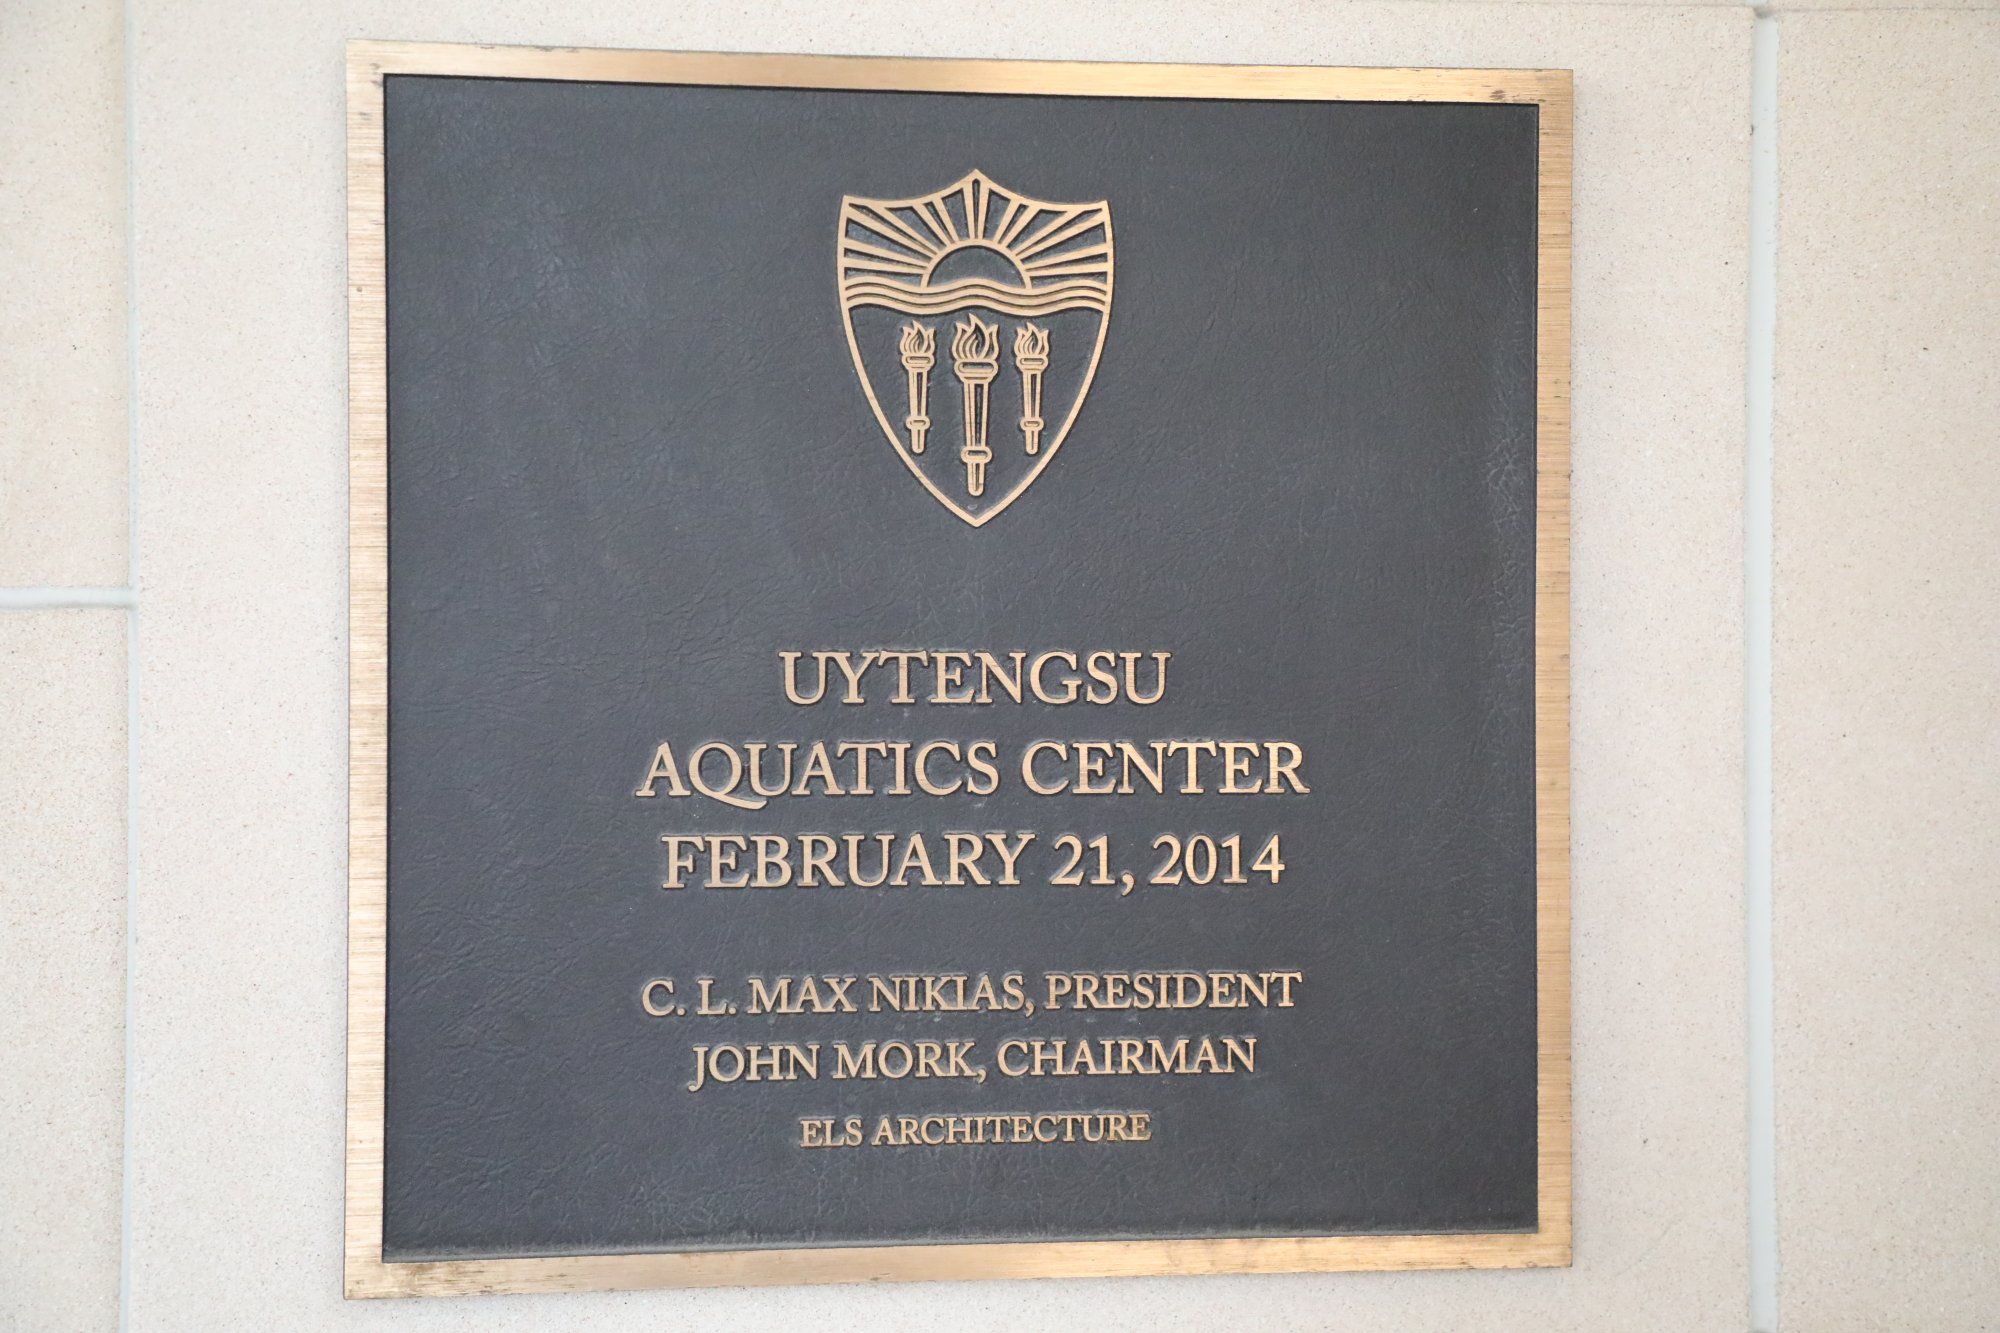 UYTENGSU
AQUATICS CENTER
FEBRUARY 21, 2014
C. L. MAX NIKIAS, PRESIDENT
JOHN MORK, CHAIRMAN
ELS ARCHITECTURE